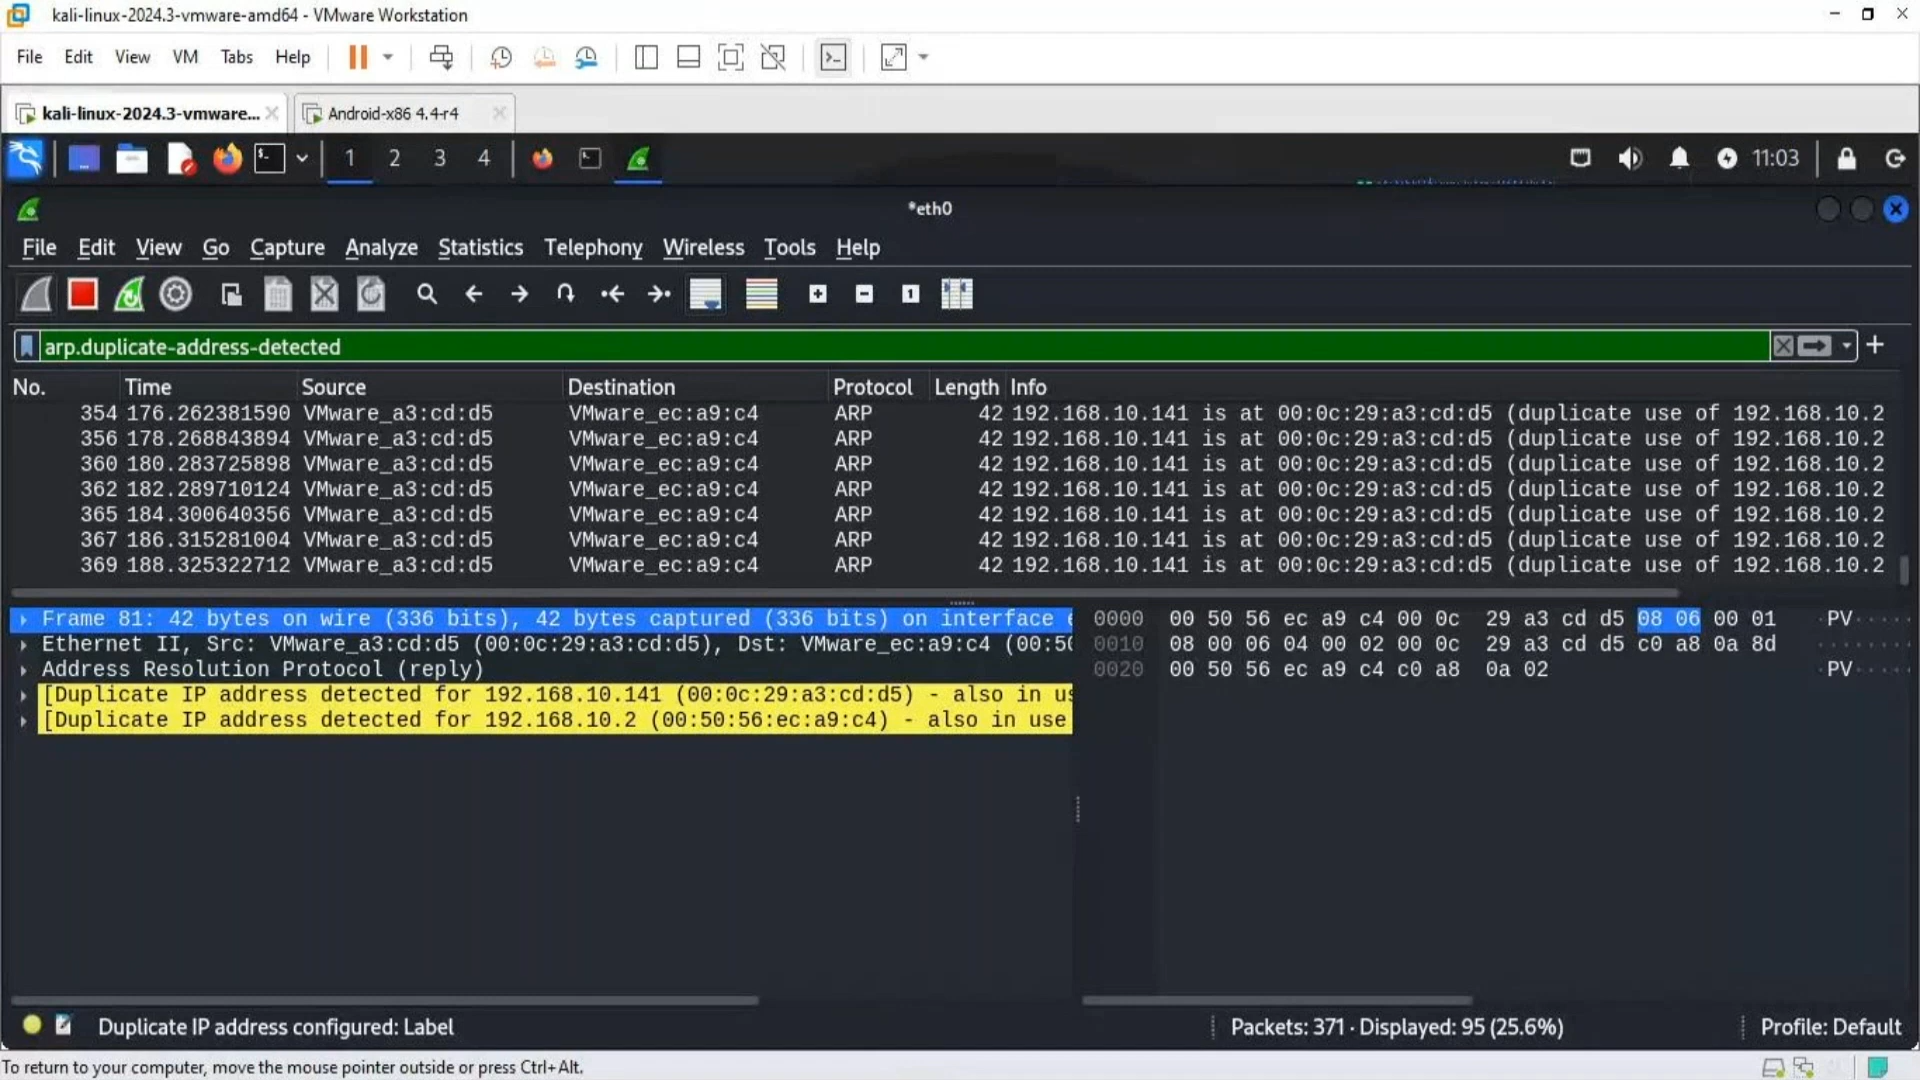 kali-linux-2024.3-vmware-amd64 - VMware Workstation
File Edit View VM Tabs Help
kali-linux-2024.3-vmware... Android-x86 4.4-r4
1 2 3 4 11:03
*eth0
File Edit View Go Capture Analyze Statistics Telephony Wireless Tools Help
arp.duplicate-address-detected
No. Time Source Destination Protocol Length Info
354 176.262381590 VMware_a3:cd:d5 VMware_ec:a9:c4 ARP 42 192.168.10.141 is at 00:0c:29:a3:cd:d5 (duplicate use of 192.168.10.2
356 178.268843894 VMware_a3:cd:d5 VMware_ec:a9:c4 ARP 42 192.168.10.141 is at 00:0c:29:a3:cd:d5 (duplicate use of 192.168.10.2
360 180.283725898 VMware_a3:cd:d5 VMware_ec:a9:c4 ARP 42 192.168.10.141 is at 00:0c:29:a3:cd:d5 (duplicate use of 192.168.10.2
362 182.289710124 VMware_a3:cd:d5 VMware_ec:a9:c4 ARP 42 192.168.10.141 is at 00:0c:29:a3:cd:d5 (duplicate use of 192.168.10.2
365 184.300640356 VMware_a3:cd:d5 VMware_ec:a9:c4 ARP 42 192.168.10.141 is at 00:0c:29:a3:cd:d5 (duplicate use of 192.168.10.2
367 186.315281004 VMware_a3:cd:d5 VMware_ec:a9:c4 ARP 42 192.168.10.141 is at 00:0c:29:a3:cd:d5 (duplicate use of 192.168.10.2
369 188.325322712 VMware_a3:cd:d5 VMware_ec:a9:c4 ARP 42 192.168.10.141 is at 00:0c:29:a3:cd:d5 (duplicate use of 192.168.10.2
Frame 81: 42 bytes on wire (336 bits), 42 bytes captured (336 bits) on interface e
Ethernet II, Src: VMware_a3:cd:d5 (00:0c:29:a3:cd:d5), Dst: VMware_ec:a9:c4 (00:50
Address Resolution Protocol (reply)
[Duplicate IP address detected for 192.168.10.141 (00:0c:29:a3:cd:d5) - also in us
[Duplicate IP address detected for 192.168.10.2 (00:50:56:ec:a9:c4) - also in use
0000 00 50 56 ec a9 c4 00 0c 29 a3 cd d5 08 06 00 01 ·PV·····
0010 08 00 06 04 00 02 00 0c 29 a3 cd d5 c0 a8 0a 8d ········
0020 00 50 56 ec a9 c4 c0 a8 0a 02 ·PV·····
Duplicate IP address configured: Label Packets: 371 · Displayed: 95 (25.6%) Profile: Default
To return to your computer, move the mouse pointer outside or press Ctrl+Alt.